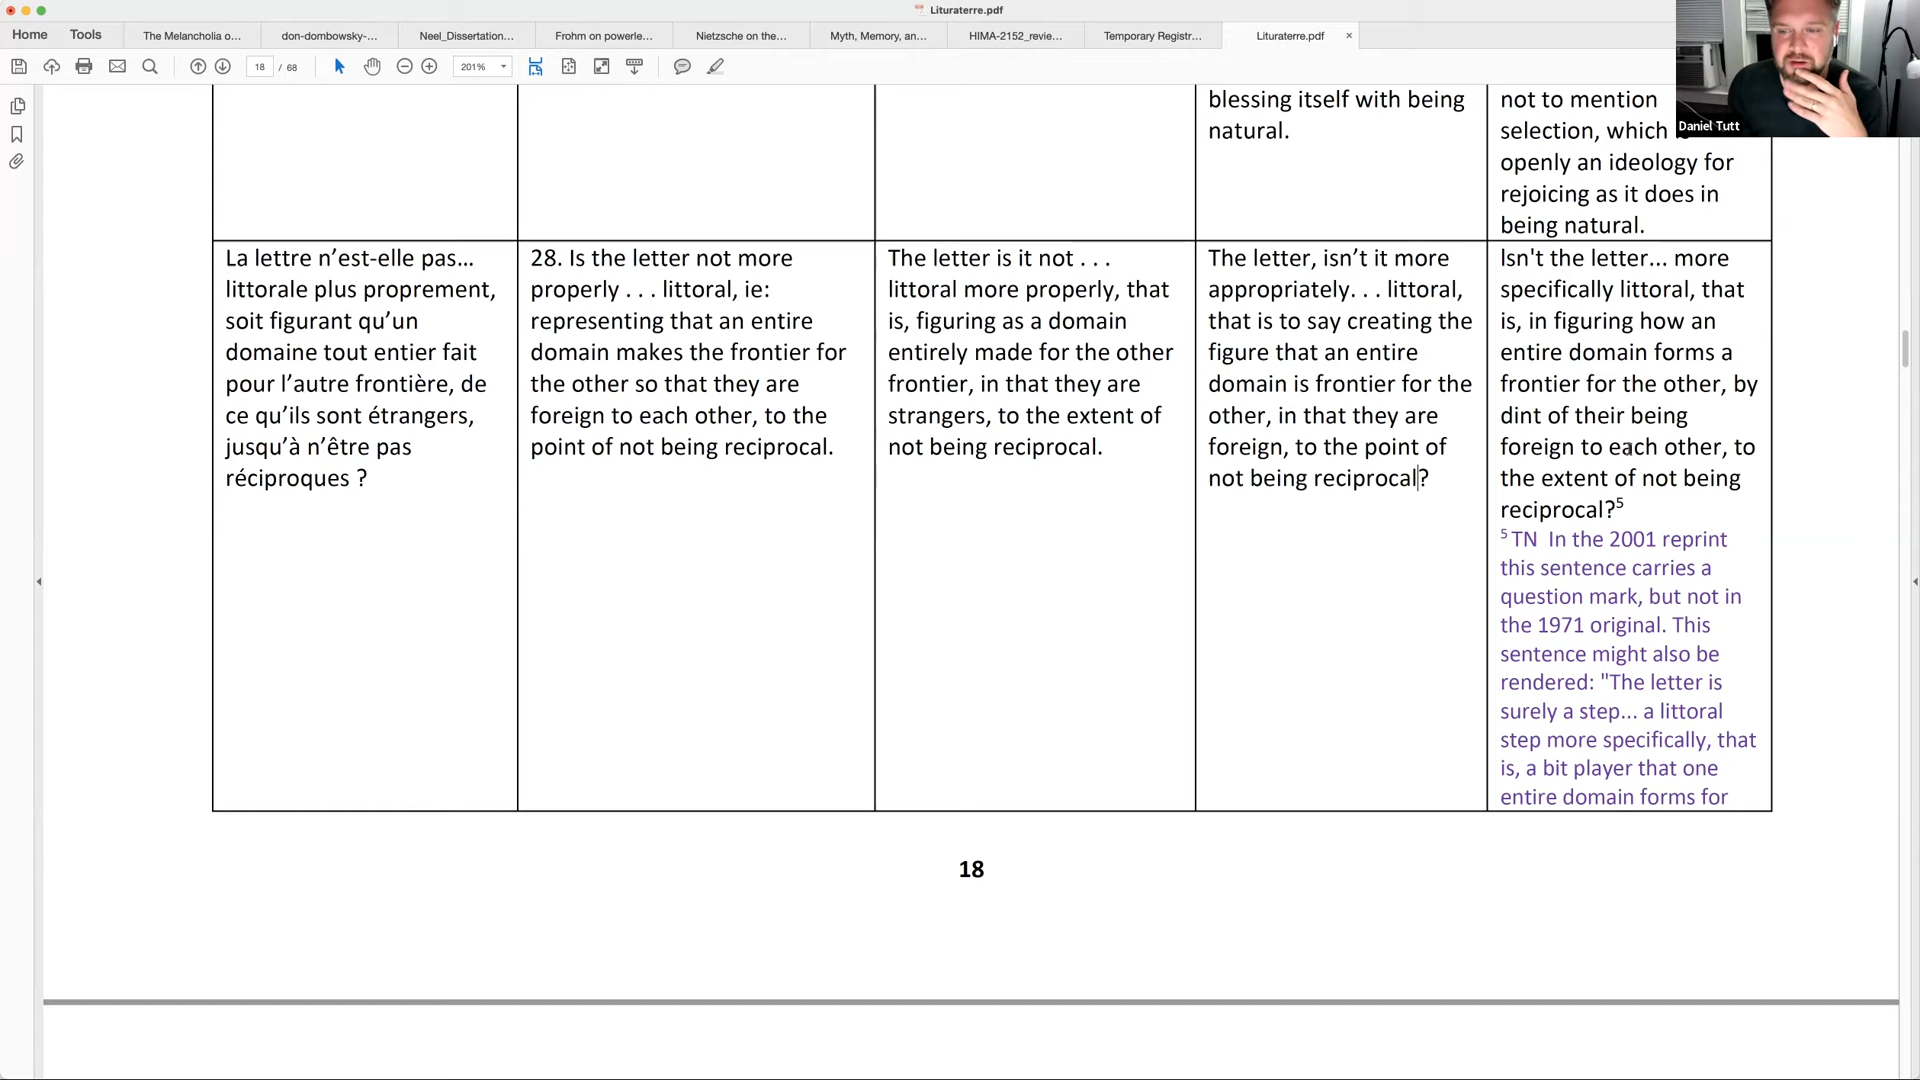 Lituraterre.pdf
Home
Tools
The Melancholia o...
don-dombowsky-...
Neel_Dissertation...
Frohm on powerle...
Nietzsche on the...
Myth, Memory, an...
HIMA-2152_revie...
Temporary Registr...
Lituraterre.pdf
18 / 68
201%
Daniel Tutt
blessing itself with being
natural.
not to mention
selection, which
openly an ideology for
rejoicing as it does in
being natural.
La lettre n’est-elle pas...
littorale plus proprement,
soit figurant qu’un
domaine tout entier fait
pour l’autre frontière, de
ce qu’ils sont étrangers,
jusqu’à n’être pas
réciproques ?
28. Is the letter not more
properly . . . littoral, ie:
representing that an entire
domain makes the frontier for
the other so that they are
foreign to each other, to the
point of not being reciprocal.
The letter is it not . . .
littoral more properly, that
is, figuring as a domain
entirely made for the other
frontier, in that they are
strangers, to the extent of
not being reciprocal.
The letter, isn’t it more
appropriately. . . littoral,
that is to say creating the
figure that an entire
domain is frontier for the
other, in that they are
foreign, to the point of
not being reciprocal?
Isn't the letter... more
specifically littoral, that
is, in figuring how an
entire domain forms a
frontier for the other, by
dint of their being
foreign to each other, to
the extent of not being
reciprocal?⁵
⁵ TN In the 2001 reprint
this sentence carries a
question mark, but not in
the 1971 original. This
sentence might also be
rendered: "The letter is
surely a step... a littoral
step more specifically, that
is, a bit player that one
entire domain forms for
18